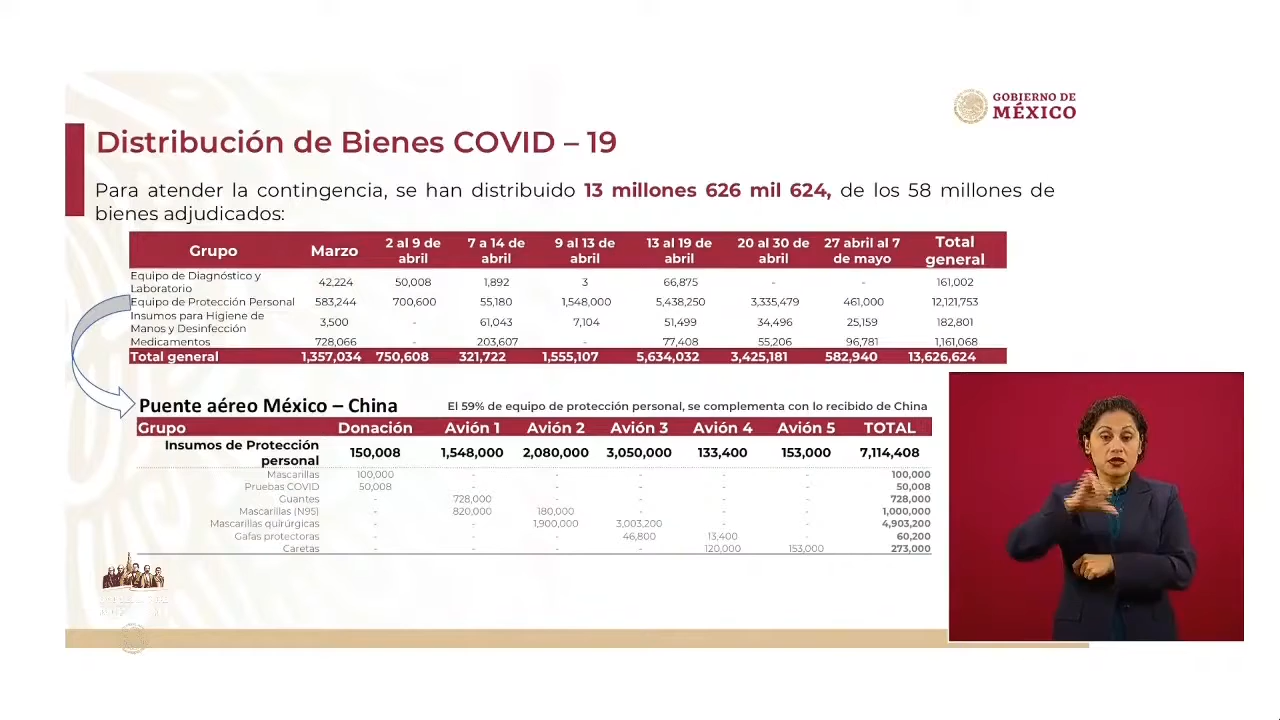 GOBIERNO DE
MÉXICO
Distribución de Bienes COVID – 19
Para atender la contingencia, se han distribuido 13 millones 626 mil 624, de los 58 millones de
bienes adjudicados:
Grupo Marzo 2 al 9 de abril 7 a 14 de abril 9 al 13 de abril 13 al 19 de abril 20 al 30 de abril 27 abril al 7 de mayo Total general
Equipo de Diagnóstico y Laboratorio 42,224 50,008 1,892 3 66,875 - - 161,002
Equipo de Protección Personal 583,244 700,600 55,180 1,548,000 5,438,250 3,335,479 461,000 12,121,753
Insumos para Higiene de Manos y Desinfección 3,500 - 61,043 7,104 51,499 34,496 25,159 182,801
Medicamentos 728,066 - 203,607 - 77,408 55,206 96,781 1,161,068
Total general 1,357,034 750,608 321,722 1,555,107 5,634,032 3,425,181 582,940 13,626,624
Puente aéreo México – China El 59% de equipo de protección personal, se complementa con lo recibido de China
Grupo Donación Avión 1 Avión 2 Avión 3 Avión 4 Avión 5 TOTAL
Insumos de Protección personal 150,008 1,548,000 2,080,000 3,050,000 133,400 153,000 7,114,408
Mascarillas 100,000 - - - - - 100,000
Pruebas COVID 50,008 - - - - - 50,008
Guantes - 728,000 - - - - 728,000
Mascarillas (N95) - 820,000 180,000 - - - 1,000,000
Mascarillas quirúrgicas - - 1,900,000 3,003,200 - - 4,903,200
Gafas protectoras - - - 46,800 13,400 - 60,200
Caretas - - - - 120,000 153,000 273,000